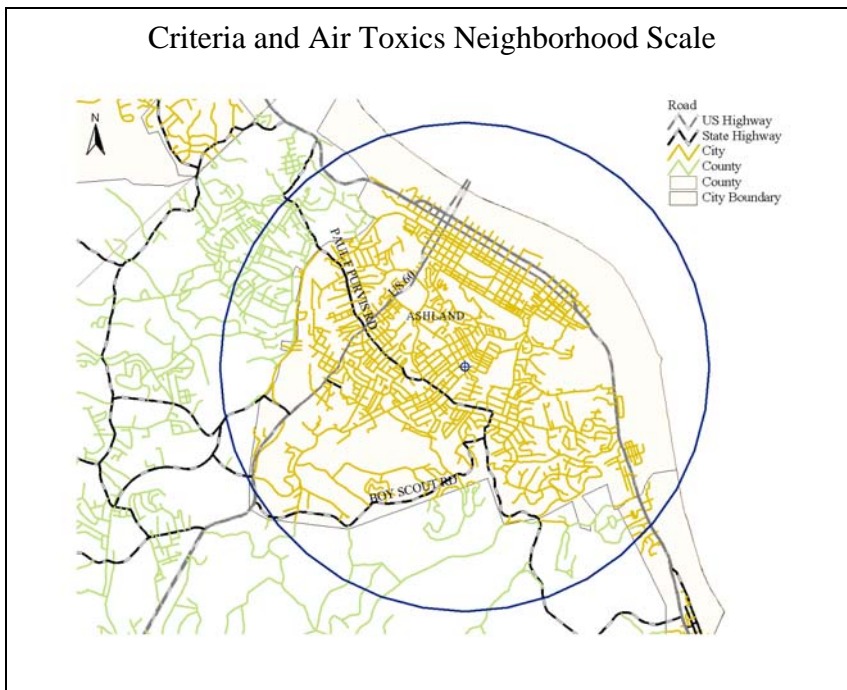 Criteria and Air Toxics Neighborhood Scale
N
Road
US Highway
State Highway
City
County
County
City Boundary
PAUL F PURVIS RD
US 60
ASHLAND
BOY SCOUT RD